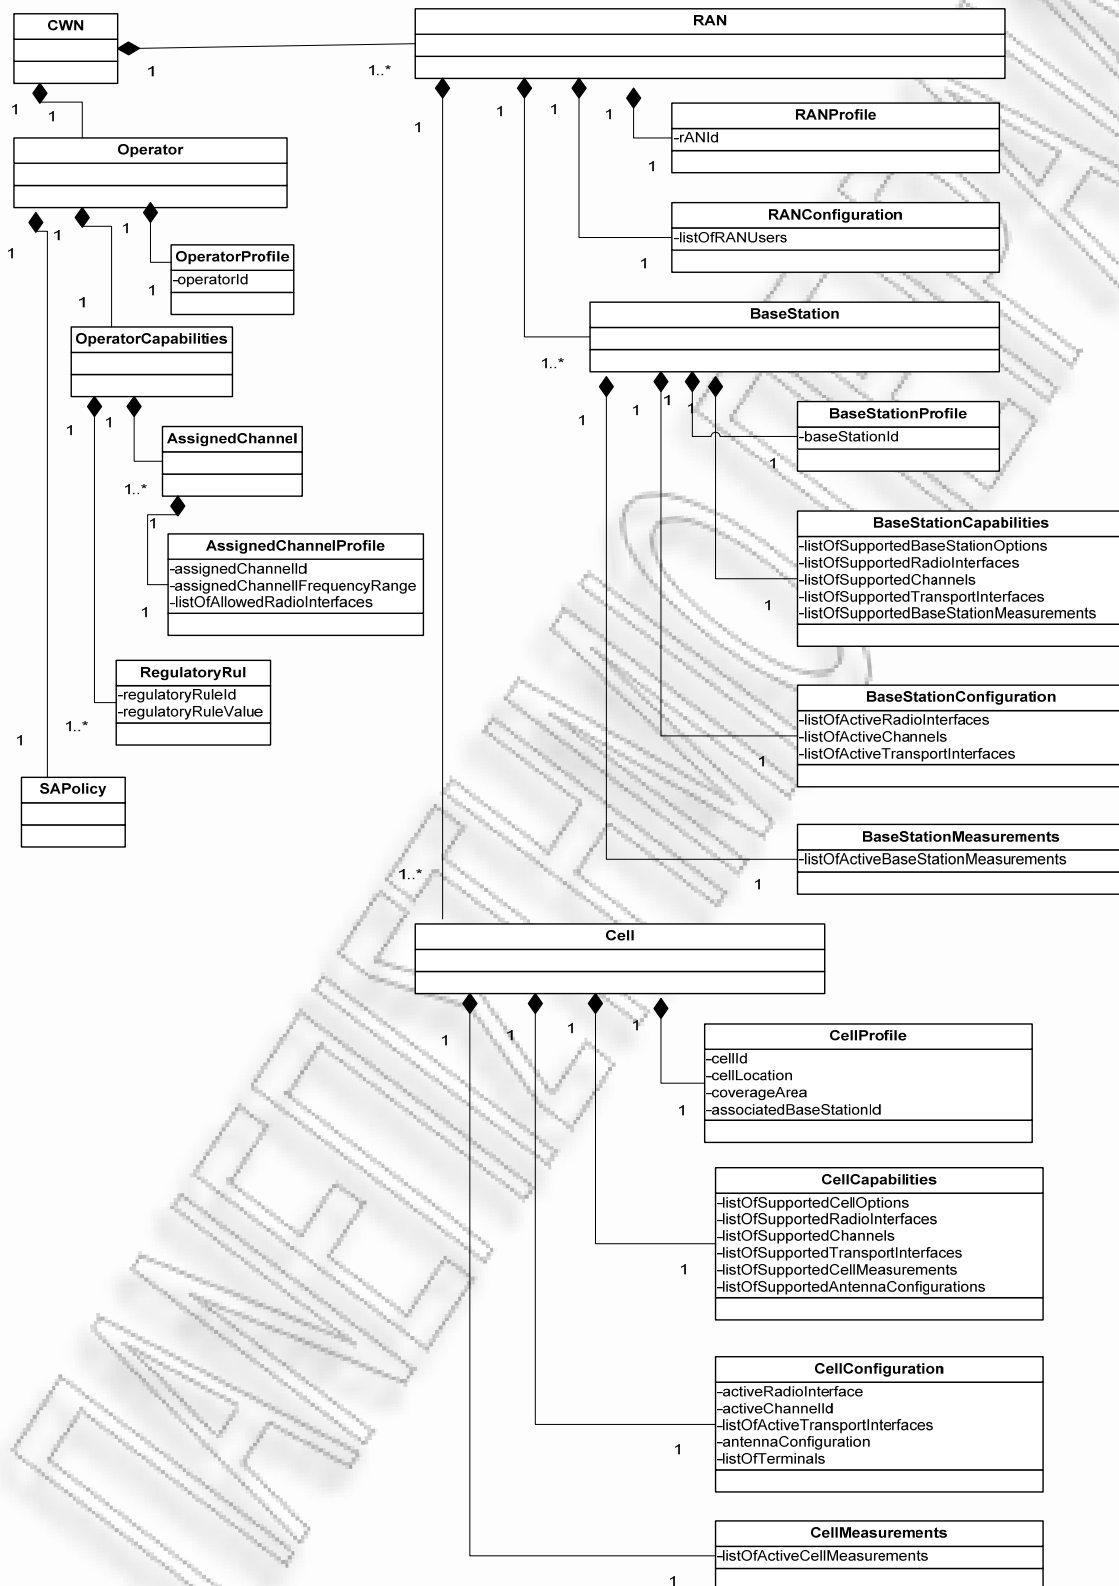 CWN
1
1..*
RAN
1
1
Operator
1
1
1
OperatorProfile
-operatorId
1
1
OperatorCapabilities
1
1
AssignedChannel
1..*
1
AssignedChannelProfile
-assignedChannelId
-assignedChannellFrequencyRange
-listOfAllowedRadioInterfaces
1
RegulatoryRul
-regulatoryRuleId
-regulatoryRuleValue
1..*
1
SAPolicy
1
1
1
1
RANProfile
-rANId
1
RANConfiguration
-listOfRANUsers
1
BaseStation
1..*
1
1
1
1
BaseStationProfile
-baseStationId
1
BaseStationCapabilities
-listOfSupportedBaseStationOptions
-listOfSupportedRadioInterfaces
-listOfSupportedChannels
-listOfSupportedTransportInterfaces
-listOfSupportedBaseStationMeasurements
1
BaseStationConfiguration
-listOfActiveRadioInterfaces
-listOfActiveChannels
-listOfActiveTransportInterfaces
1
BaseStationMeasurements
-listOfActiveBaseStationMeasurements
1
1..*
Cell
1
1
1
1
CellProfile
-cellId
-cellLocation
-coverageArea
-associatedBaseStationId
1
CellCapabilities
-listOfSupportedCellOptions
-listOfSupportedRadioInterfaces
-listOfSupportedChannels
-listOfSupportedTransportInterfaces
-listOfSupportedCellMeasurements
-listOfSupportedAntennaConfigurations
1
CellConfiguration
-activeRadioInterface
-activeChannelId
-listOfActiveTransportInterfaces
-antennaConfiguration
-listOfTerminals
1
CellMeasurements
-listOfActiveCellMeasurements
1